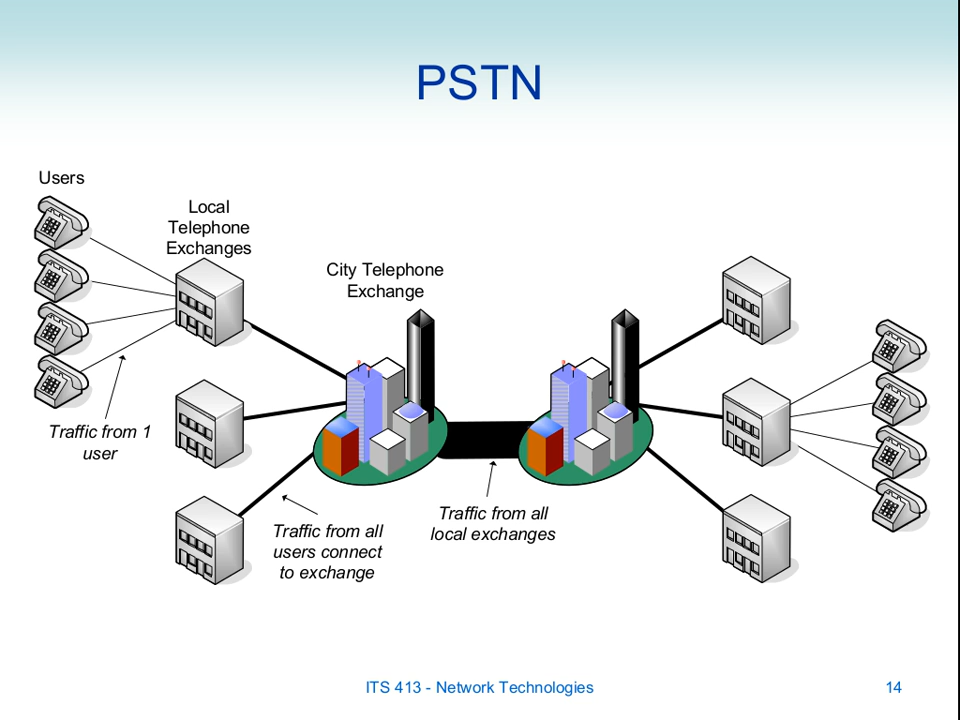 PSTN
Users
Local
Telephone
Exchanges
City Telephone
Exchange
Traffic from 1
user
Traffic from all
users connect
to exchange
Traffic from all
local exchanges
ITS 413 - Network Technologies
14